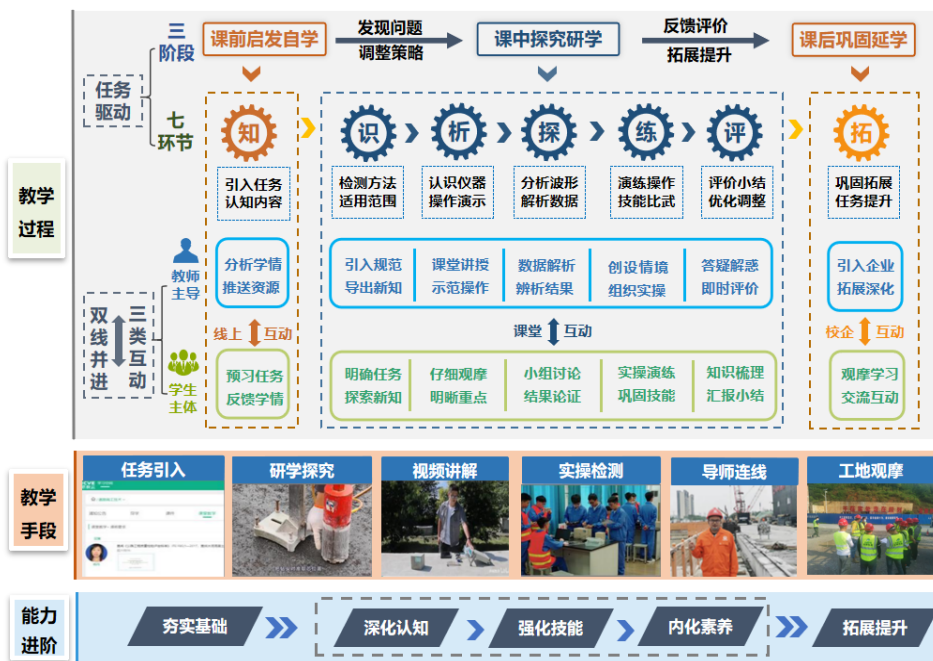 三
阶段
课前启发自学
发现问题
调整策略
课中探究研学
反馈评价
拓展提升
课后巩固延学
任务
驱动
七
环节
知
识
析
探
练
评
拓
引入任务
认知内容
检测方法
适用范围
认识仪器
操作演示
分析波形
解析数据
演练操作
技能比武
评价小结
优化调整
巩固拓展
任务提升
教学
过程
教师
主导
分析学情
推送资源
引入规范
导出新知
课堂讲授
示范操作
数据解析
辨析结果
创设情境
组织实操
答疑解惑
即时评价
引入企业
拓展深化
双线并进
三类互动
线上
互动
课堂
互动
校企
互动
学生
主体
预习任务
反馈学情
明确任务
探索新知
仔细观摩
明晰重点
小组讨论
结果论证
实操演练
巩固技能
知识梳理
汇报小结
观摩学习
交流互动
教学
手段
任务引入
研学探究
视频讲解
实操检测
导师连线
工地观摩
能力
进阶
夯实基础
深化认知
强化技能
内化素养
拓展提升